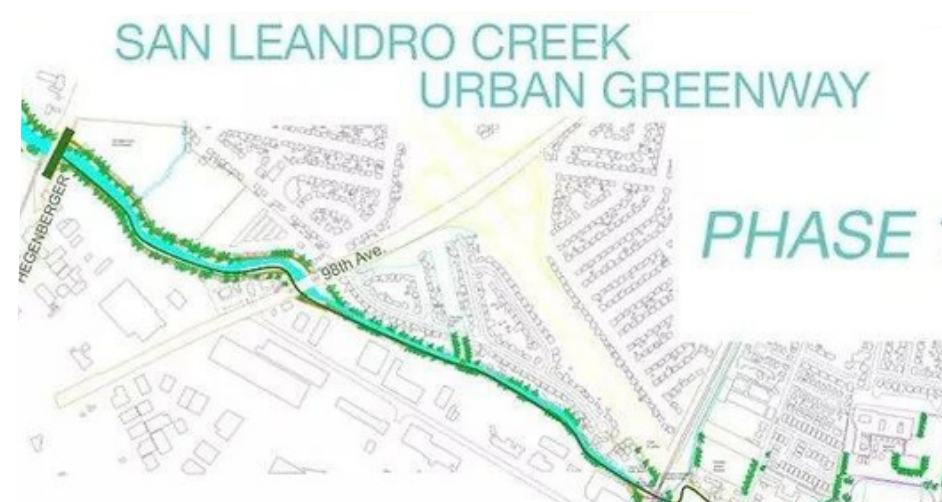 SAN LEANDRO CREEK
URBAN GREENWAY
PHASE
HEGENBERGER
98th Ave.